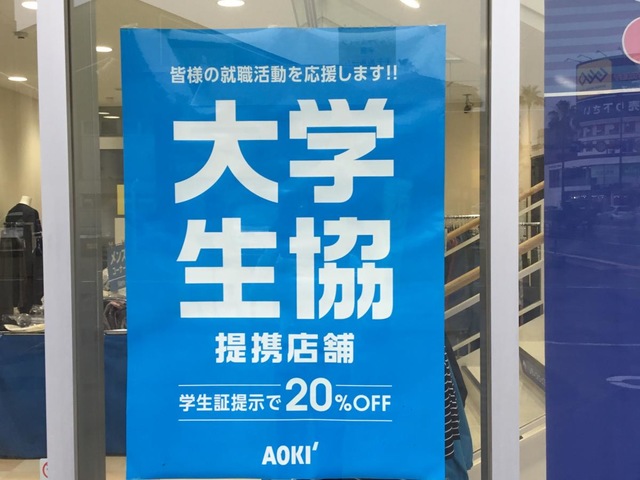 皆様の就職活動を応援します!!
大学
生協
提携店舗
学生証提示で20%OFF
AOKI'